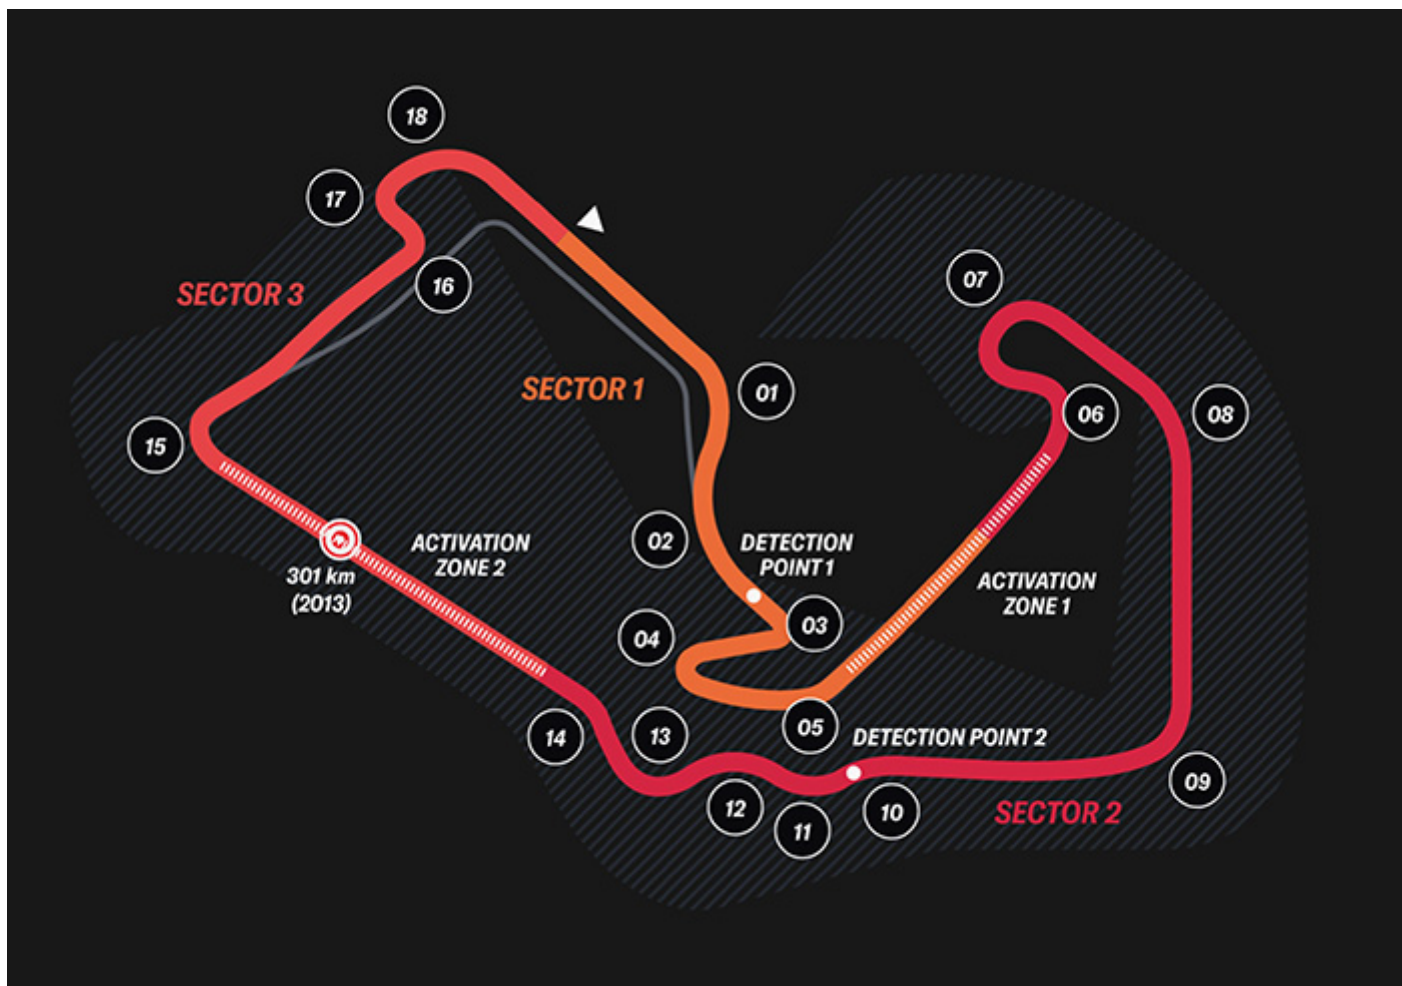 18
17
07
SECTOR 3
16
SECTOR 1
01
06
08
15
02
ACTIVATION
ZONE 2
DETECTION
POINT 1
301 km
(2013)
ACTIVATION
ZONE 1
03
04
05
13
14
DETECTION POINT 2
09
12
11
10
SECTOR 2